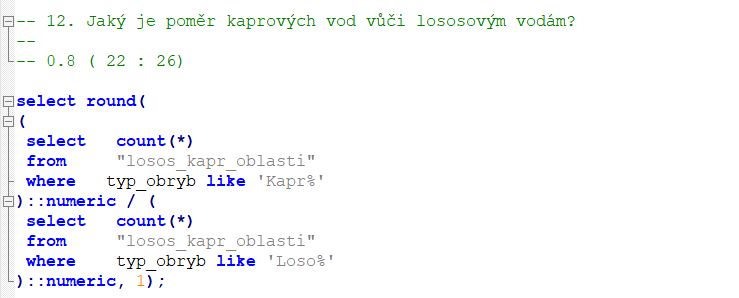 -- 12. Jaký je poměr kaprových vod vůči lososovým vodám?
--
-- 0.8 ( 22 : 26)
select round(
(
select   count(*)
from     "losos_kapr_oblasti"
where   typ_obryb like 'Kapr%'
)::numeric / (
select   count(*)
from     "losos_kapr_oblasti"
where    typ_obryb like 'Loso%'
)::numeric, 1);